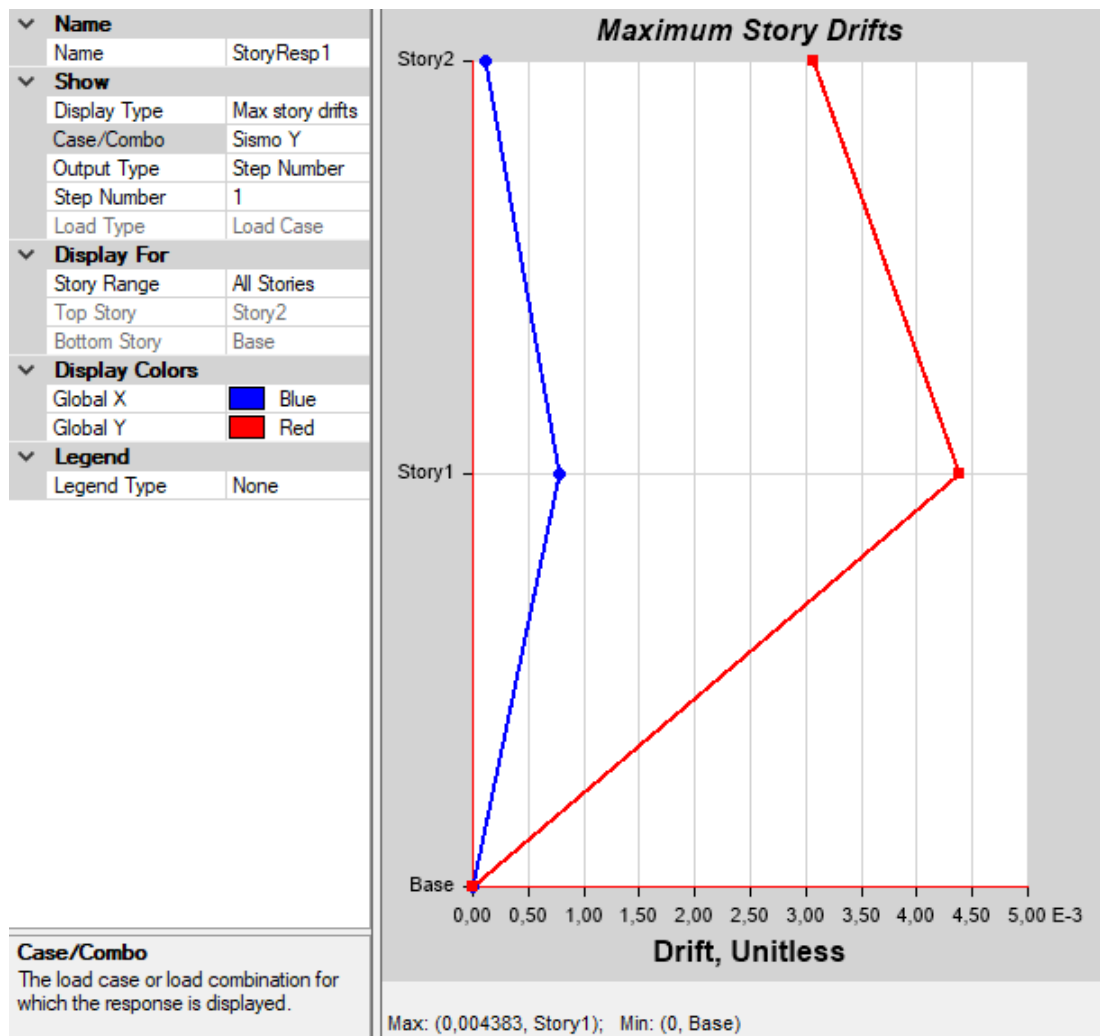 Name
Name StoryResp1
Show
Display Type Max story drifts
Case/Combo Sismo Y
Output Type Step Number
Step Number 1
Load Type Load Case
Display For
Story Range All Stories
Top Story Story2
Bottom Story Base
Display Colors
Global X Blue
Global Y Red
Legend
Legend Type None
Case/Combo
The load case or load combination for
which the response is displayed.
Maximum Story Drifts
Story2
Story1
Base
0,00 0,50 1,00 1,50 2,00 2,50 3,00 3,50 4,00 4,50 5,00 E-3
Drift, Unitless
Max: (0,004383, Story1); Min: (0, Base)